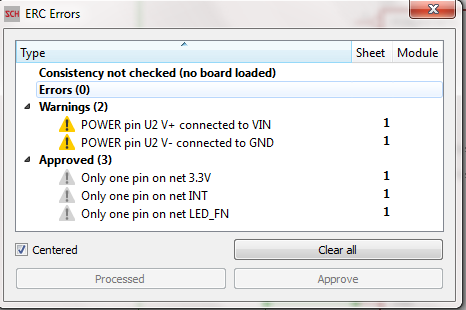 SCH ERC Errors
Type Sheet Module
Consistency not checked (no board loaded)
Errors (0)
Warnings (2)
POWER pin U2 V+ connected to VIN 1
POWER pin U2 V- connected to GND 1
Approved (3)
Only one pin on net 3.3V 1
Only one pin on net INT 1
Only one pin on net LED_FN 1
Centered Clear all
Processed Approve